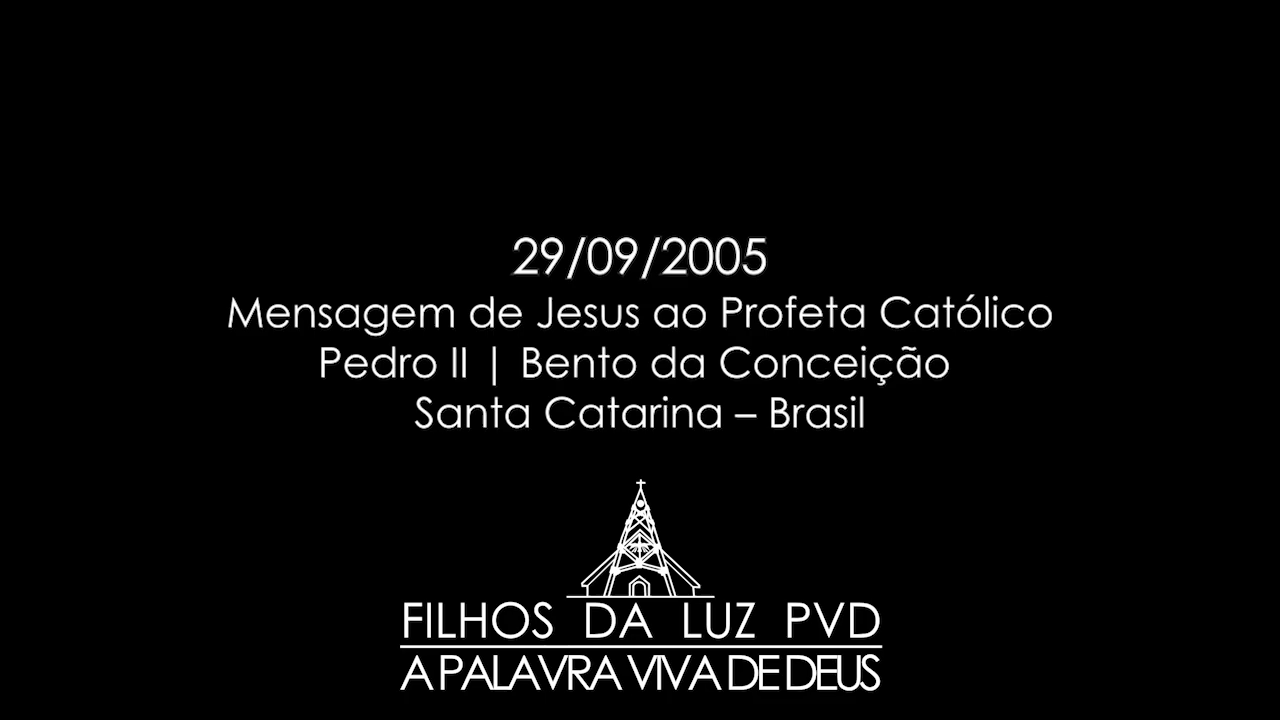 29/09/2005
Mensagem de Jesus ao Profeta Católico
Pedro II | Bento da Conceição
Santa Catarina – Brasil
FILHOS DA LUZ PVD
A PALAVRA VIVA DE DEUS